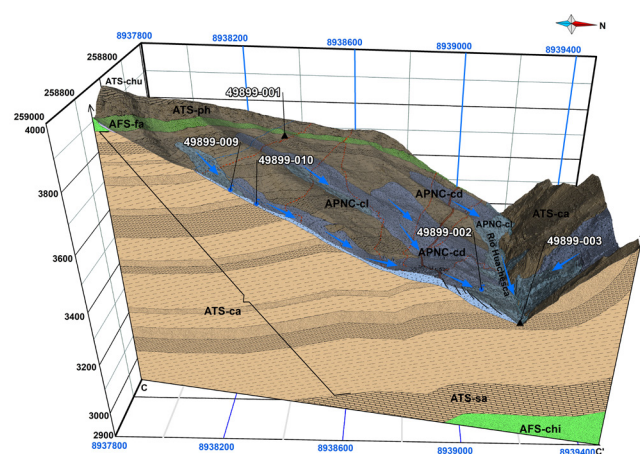 N
8937800
8938200
8938600
8939000
8939400
258800
258800
259000
4000
ATS-chu
49899-001
ATS-ph
AFS-fa
49899-009
49899-010
APNC-cd
APNC-cl
APNC-cl
ATS-ca
49899-002
49899-003
Río Huachesca
APNC-cd
3800
3600
3400
3200
3000
2900
ATS-ca
ATS-sa
AFS-chi
C
C'
8937800
8938200
8938600
8939000
8939400